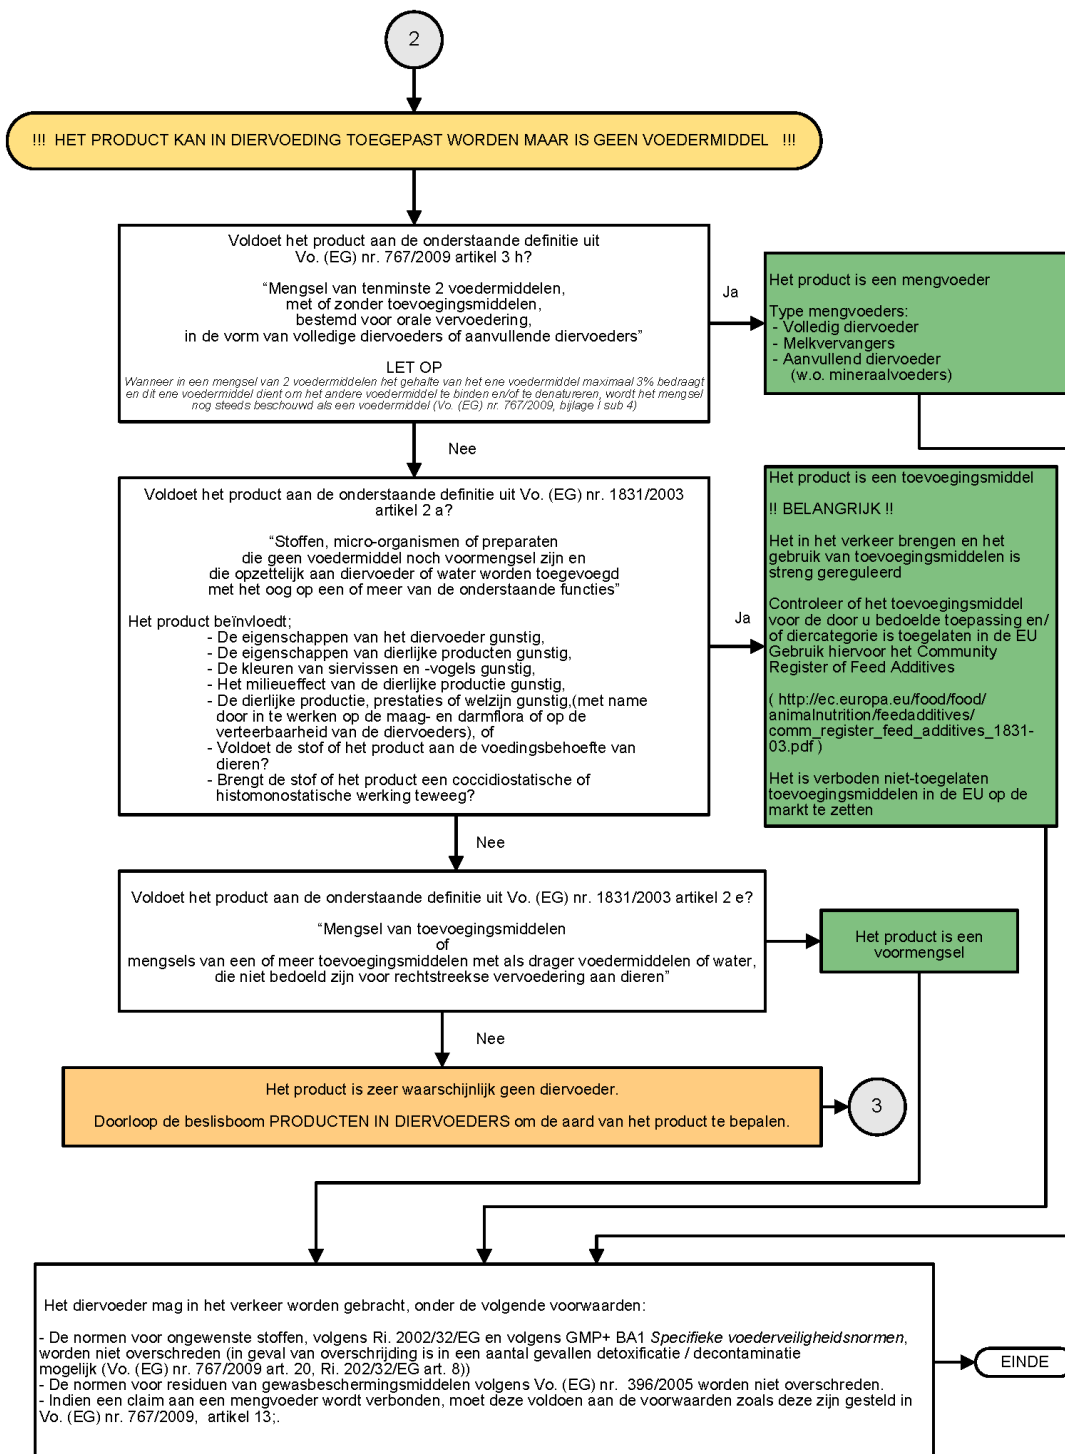 2
!!! HET PRODUCT KAN IN DIERVOEDING TOEGEPAST WORDEN MAAR IS GEEN VOEDERMIDDEL !!!
Voldoet het product aan de onderstaande definitie uit
Vo. (EG) nr. 767/2009 artikel 3 h?
“Mengsel van tenminste 2 voedermiddelen,
met of zonder toevoegingsmiddelen,
bestemd voor orale vervoedering,
in de vorm van volledige diervoeders of aanvullende diervoeders”
LET OP
Wanneer in een mengsel van 2 voedermiddelen het gehalte van het ene voedermiddel maximaal 3% bedraagt
en dit ene voedermiddel dient om het andere voedermiddel te binden en/of te denatureren, wordt het mengsel
nog steeds beschouwd als een voedermiddel (Vo. (EG) nr. 767/2009, bijlage I sub 4)
Ja
Het product is een mengvoeder
Type mengvoeders:
- Volledig diervoeder
- Melkvervangers
- Aanvullend diervoeder
(w.o. mineraalvoeders)
Nee
Voldoet het product aan de onderstaande definitie uit Vo. (EG) nr. 1831/2003
artikel 2 a?
“Stoffen, micro-organismen of preparaten
die geen voedermiddel noch voormengsel zijn en
die opzettelijk aan diervoeder of water worden toegevoegd
met het oog op een of meer van de onderstaande functies”
Het product beïnvloedt;
- De eigenschappen van het diervoeder gunstig,
- De eigenschappen van dierlijke producten gunstig,
- De kleuren van siervissen en -vogels gunstig,
- Het milieueffect van de dierlijke productie gunstig,
- De dierlijke productie, prestaties of welzijn gunstig,(met name
door in te werken op de maag- en darmflora of op de
verteerbaarheid van de diervoeders), of
- Voldoet de stof of het product aan de voedingsbehoefte van
dieren?
- Brengt de stof of het product een coccidiostatische of
histomonostatische werking teweeg?
Ja
Het product is een toevoegingsmiddel
!! BELANGRIJK !!
Het in het verkeer brengen en het
gebruik van toevoegingsmiddelen is
streng gereguleerd
Controleer of het toevoegingsmiddel
voor de door u bedoelde toepassing en/
of diercategorie is toegelaten in de EU
Gebruik hiervoor het Community
Register of Feed Additives
( http://ec.europa.eu/food/food/
animalnutrition/feedadditives/
comm_register_feed_additives_1831-
03.pdf )
Het is verboden niet-toegelaten
toevoegingsmiddelen in de EU op de
markt te zetten
Nee
Voldoet het product aan de onderstaande definitie uit Vo. (EG) nr. 1831/2003 artikel 2 e?
“Mengsel van toevoegingsmiddelen
of
mengsels van een of meer toevoegingsmiddelen met als drager voedermiddelen of water,
die niet bedoeld zijn voor rechtstreekse vervoedering aan dieren”
Het product is een
voormengsel
Nee
Het product is zeer waarschijnlijk geen diervoeder.
Doorloop de beslisboom PRODUCTEN IN DIERVOEDERS om de aard van het product te bepalen.
3
Het diervoeder mag in het verkeer worden gebracht, onder de volgende voorwaarden:
- De normen voor ongewenste stoffen, volgens Ri. 2002/32/EG en volgens GMP+ BA1 Specifieke voederveiligheidsnormen,
worden niet overschreden (in geval van overschrijding is in een aantal gevallen detoxificatie / decontaminatie
mogelijk (Vo. (EG) nr. 767/2009 art. 20, Ri. 202/32/EG art. 8))
- De normen voor residuen van gewasbeschermingsmiddelen volgens Vo. (EG) nr. 396/2005 worden niet overschreden.
- Indien een claim aan een mengvoeder wordt verbonden, moet deze voldoen aan de voorwaarden zoals deze zijn gesteld in
Vo. (EG) nr. 767/2009, artikel 13;.
EINDE